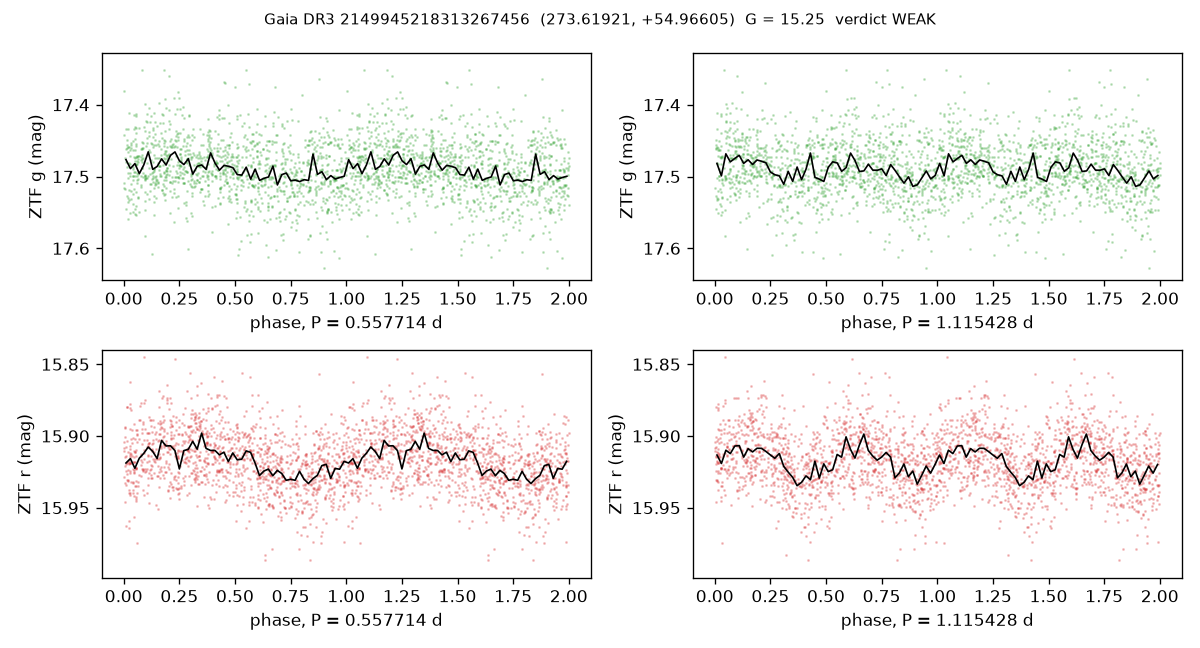 Gaia DR3 2149945218313267456  (273.61921, +54.96605)  G = 15.25  verdict WEAK
ZTF g (mag)
17.4
17.5
17.6
0.00 0.25 0.50 0.75 1.00 1.25 1.50 1.75 2.00
phase, P = 0.557714 d
ZTF g (mag)
17.4
17.5
17.6
0.00 0.25 0.50 0.75 1.00 1.25 1.50 1.75 2.00
phase, P = 1.115428 d
ZTF r (mag)
15.85
15.90
15.95
0.00 0.25 0.50 0.75 1.00 1.25 1.50 1.75 2.00
phase, P = 0.557714 d
ZTF r (mag)
15.85
15.90
15.95
0.00 0.25 0.50 0.75 1.00 1.25 1.50 1.75 2.00
phase, P = 1.115428 d